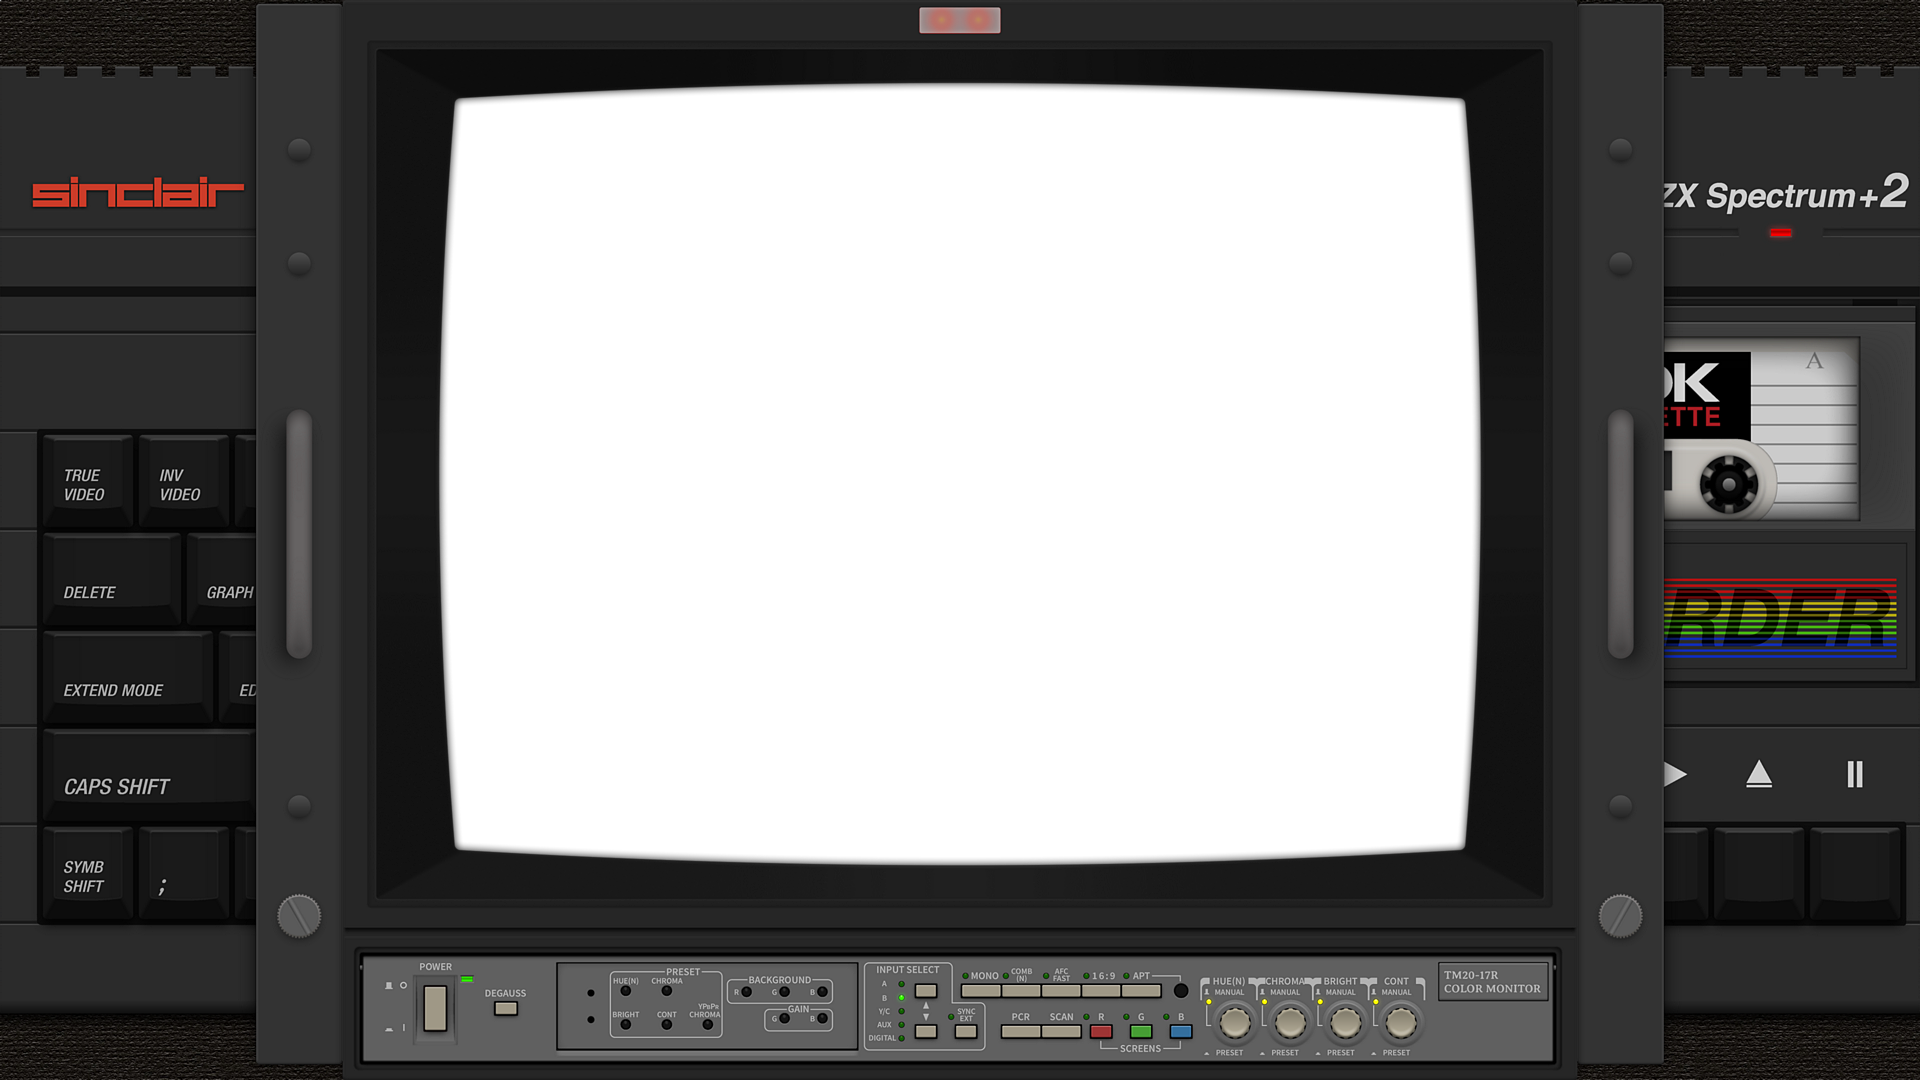 sinclair
ZX Spectrum+2
A
DK
ETTE
TRUE
VIDEO
INV
VIDEO
DELETE
GRAPH
RDER
EXTEND MODE
ED
CAPS SHIFT
SYMB
SHIFT
;
POWER
O
I
DEGAUSS
PRESET
HUE(N)
CHROMA
BRIGHT
CONT
YPBPR
CHROMA
BACKGROUND
R
G
B
GAIN
G
B
INPUT SELECT
A
B
Y/C
AUX
DIGITAL
SYNC
EXT
MONO
COMB
(N)
AFC
FAST
16:9
APT
PCR
SCAN
R
G
B
SCREENS
HUE(N)
MANUAL
PRESET
CHROMA
MANUAL
PRESET
BRIGHT
MANUAL
PRESET
CONT
MANUAL
PRESET
TM20-17R
COLOR MONITOR